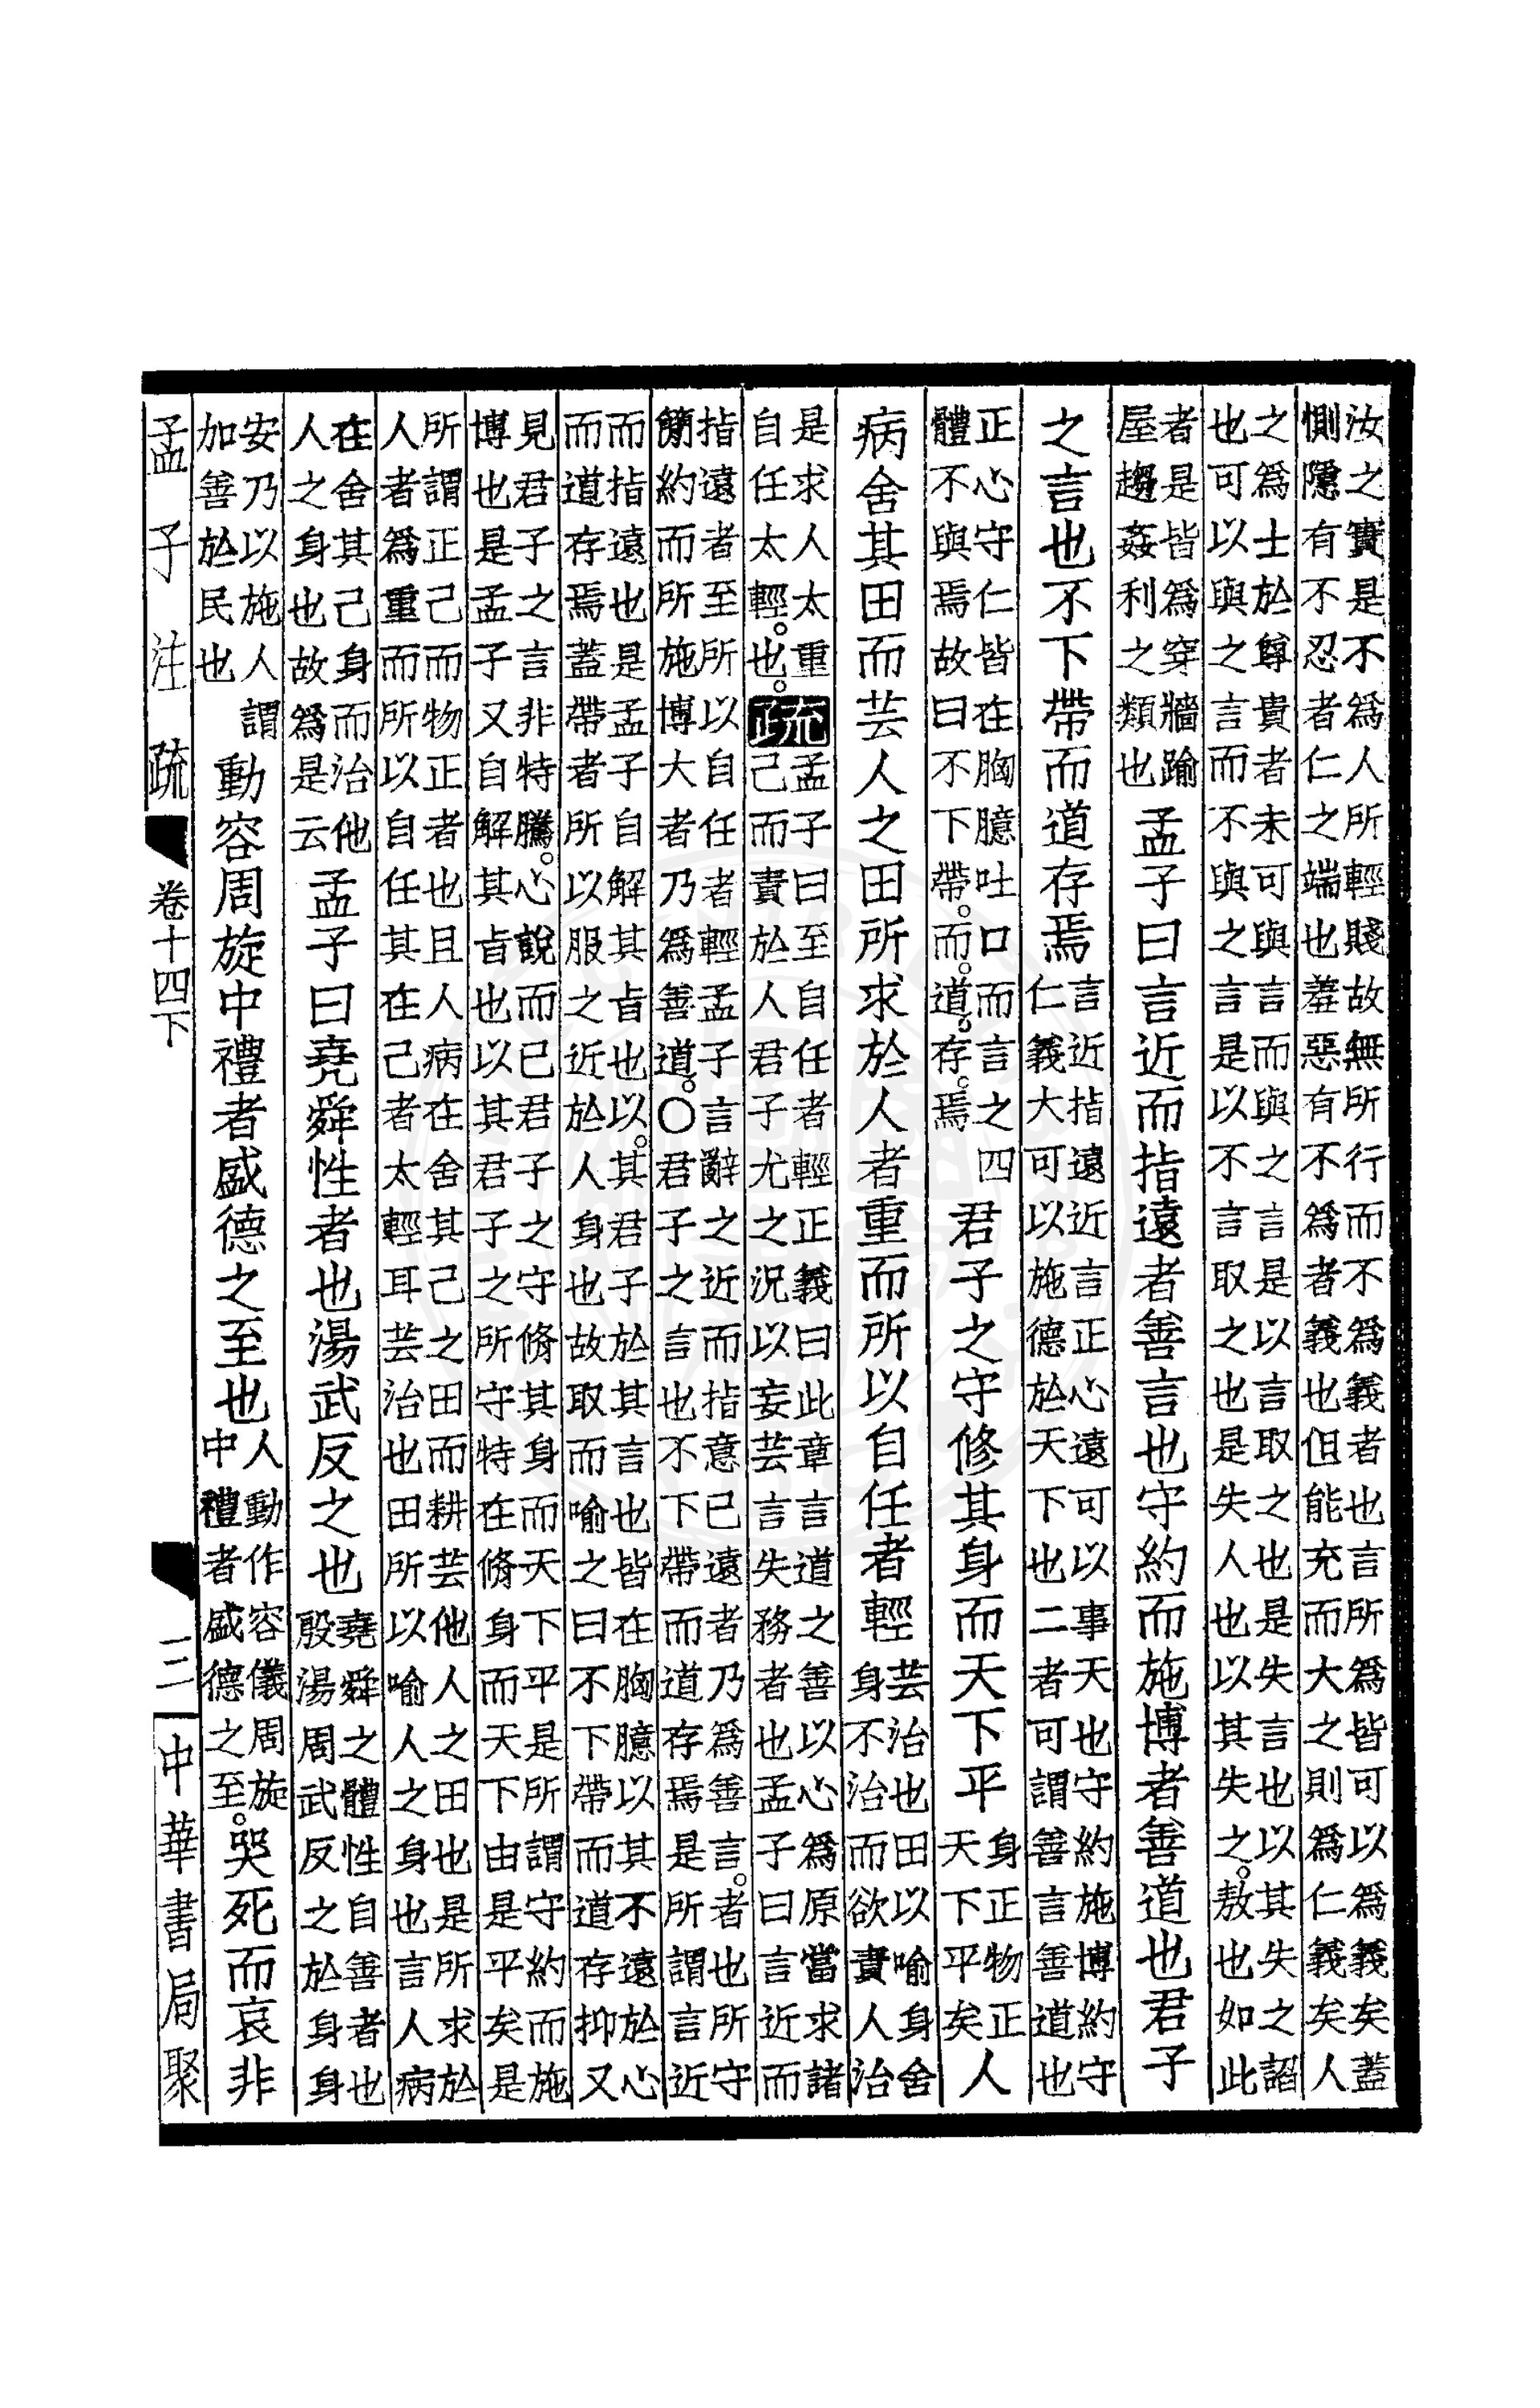 汝之實是不爲人所輕賤故無所行而不爲義者也言所爲皆可以爲義矣蓋
惻隱有不忍者仁之端也羞惡有不爲者義也但能充而大之則爲仁義矣人
之爲士於尊貴者未可與言而與之言是以言取之也是失言也以其失之諂
也可以與之言而不與之言是以不言取之也是失人也以其失之。敖也如此
者是皆爲穿牆踰
屋趨姦利之類也
孟子曰言近而指遠者善言也守約而施博者善道也君子
之言也不下帶而道存焉
言近指遠近言正心遠可以事天也守約施博約守
仁義大可以施德於天下也二者可謂善言善道也
正心守仁皆在胸臆吐口而言之四
體不與焉故曰不下帶。而。道。存。焉
君子之守修其身而天下平
身正物正
天下平矣
人
病舍其田而芸人之田所求於人者重而所以自任者輕
芸治也田以喻身舍
身不治而欲責人治
是求人太重
自任太輕。也。
疏
孟子曰至自任者輕正義曰此章言道之善以心爲原當求諸
己而責於人君子尤之況以妄芸言失務者也孟子曰言近而
指遠者至所以自任者輕孟子言辭之近而指意已遠者乃爲善言。者也所守
簡約而所施博大者乃爲善道。○君子之言也不下帶而道存焉是所謂言近
而指遠也是孟子自解其旨也以。其君子於其言也皆在胸臆以其不遠於心
而道存焉蓋帶者所以服之近於人身也故取而喻之曰不下帶而道存抑又
見君子之言非特騰。心說而已君子之守脩其身而天下平是所謂守約而施
博也是孟子又自解其旨也以其君子之所守特在脩身而天下由是平矣是
所謂正己而物正者也且人病在舍其己之田而耕芸他人之田也是所求於
人者爲重而所以自任其在己者太輕耳芸治也田所以喻人之身也言人病
在舍其己身而治他
人之身也故爲是云
孟子曰堯舜性者也湯武反之也
堯舜之體性自善者也
殷湯周武反之於身身
安乃以施人謂
加善於民也
動容周旋中禮者盛德之至也
人動作容儀周旋
中禮者盛德之至。
哭死而哀非
孟子注疏
卷十四下
一二
中華書局聚